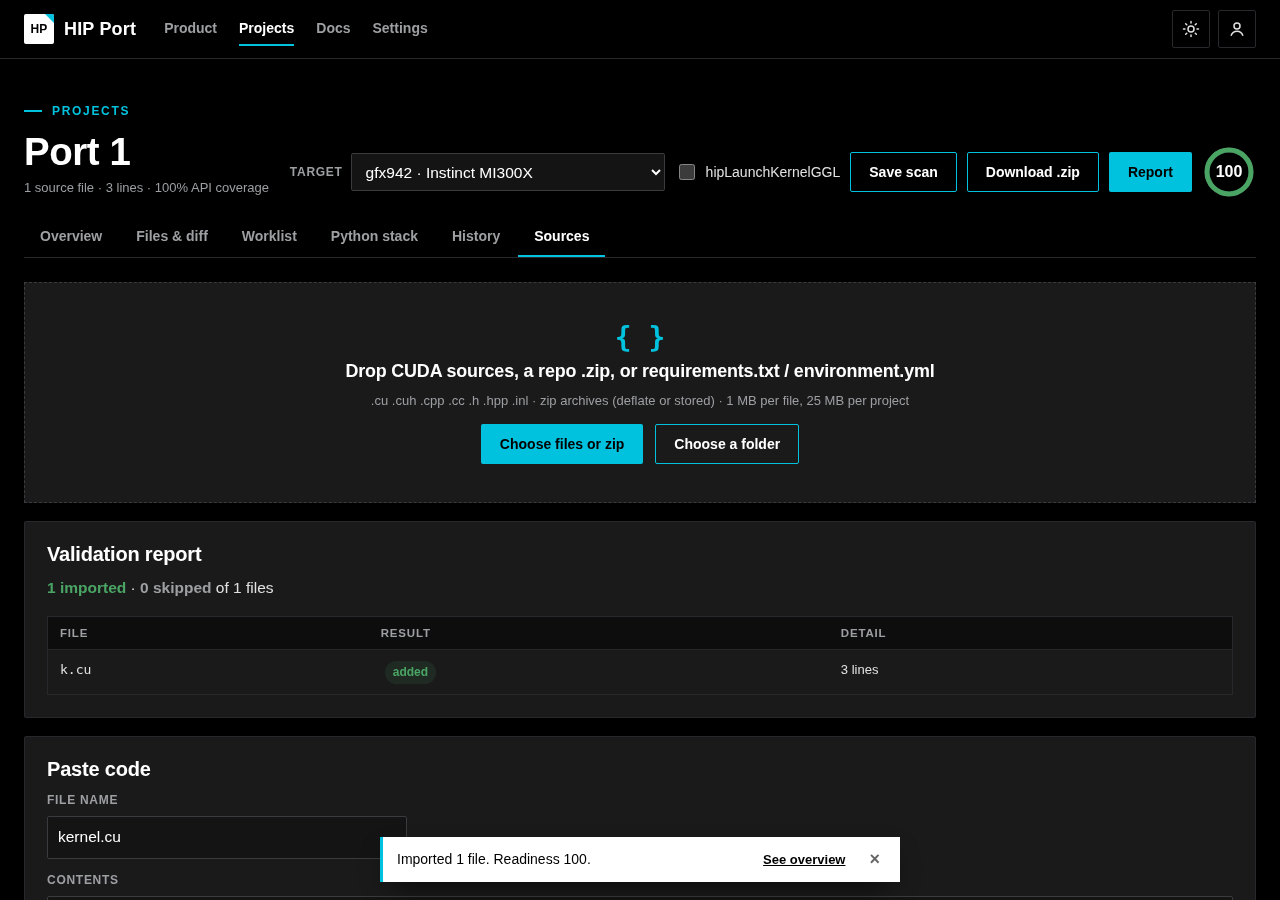 HP HIP Port Product Projects Docs Settings
PROJECTS
Port 1
1 source file · 3 lines · 100% API coverage
TARGET gfx942 · Instinct MI300X hipLaunchKernelGGL Save scan Download .zip Report 100
Overview Files & diff Worklist Python stack History Sources
{ }
Drop CUDA sources, a repo .zip, or requirements.txt / environment.yml
.cu .cuh .cpp .cc .h .hpp .inl · zip archives (deflate or stored) · 1 MB per file, 25 MB per project
Choose files or zip Choose a folder
Validation report
1 imported · 0 skipped of 1 files
FILE RESULT DETAIL
k.cu added 3 lines
Paste code
FILE NAME
kernel.cu
Imported 1 file. Readiness 100. See overview ×
CONTENTS